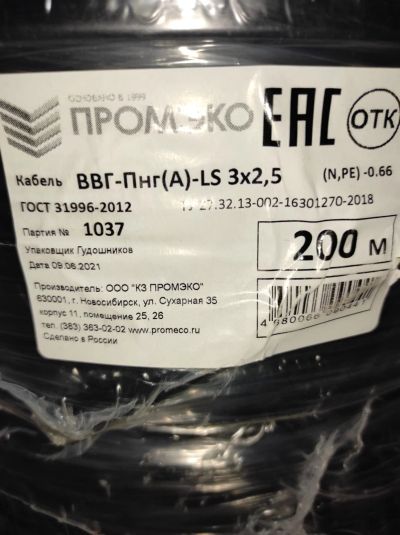 ОСНОВАНО В 1999
ПРОМЭКО
EAC
ОТК
Кабель ВВГ-Пнг(А)-LS 3х2,5 (N,PE) -0.66
ГОСТ 31996-2012 ТУ 27.32.13-002-16301270-2018
Партия № 1037
200 м
Упаковщик Гудошников
Дата 09.06.2021
Производитель: ООО "КЗ ПРОМЭКО"
630001, г. Новосибирск, ул. Сухарная 35
корпус 11, помещение 25, 26
тел. (383) 363-02-02 www.promeco.ru
Сделано в России